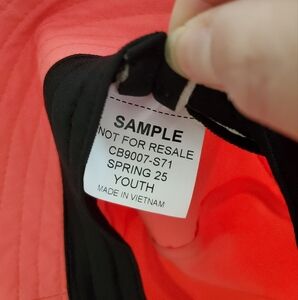 SAMPLE
NOT FOR RESALE
CB9007-S71
SPRING 25
YOUTH
MADE IN VIETNAM